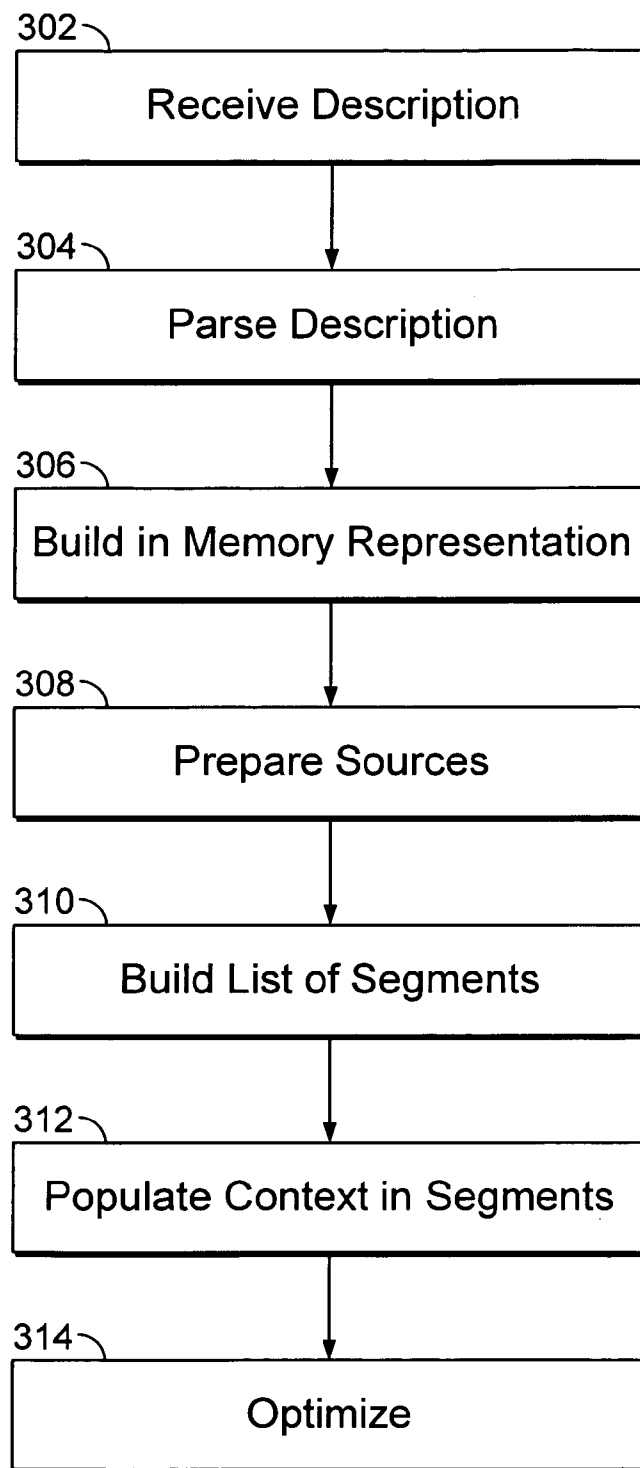 302
Receive Description
304
Parse Description
306
Build in Memory Representation
308
Prepare Sources
310
Build List of Segments
312
Populate Context in Segments
314
Optimize